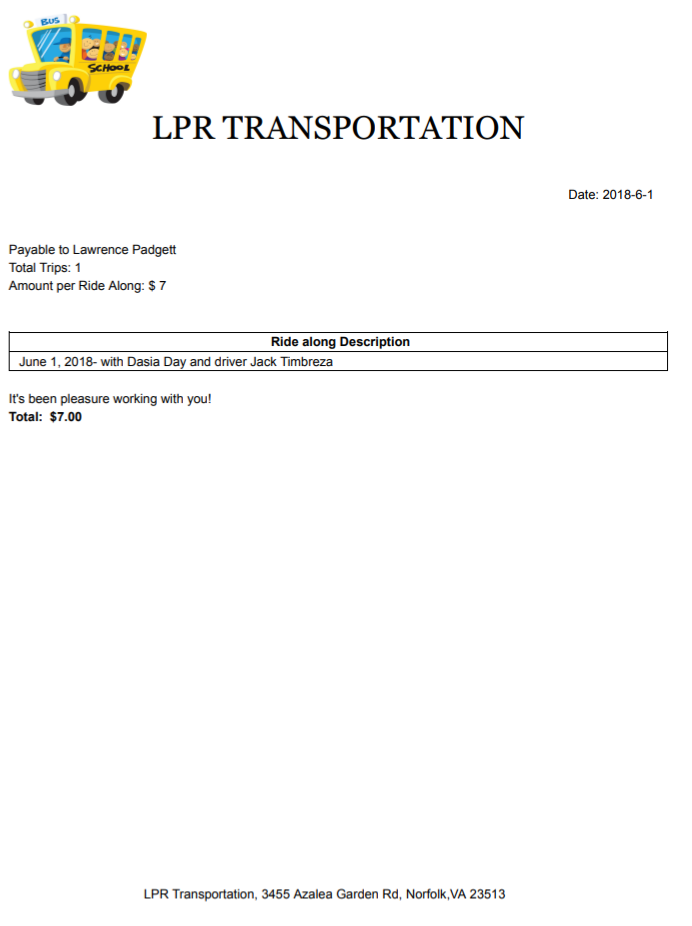 BUS
SCHOOL
LPR TRANSPORTATION
Date: 2018-6-1
Payable to Lawrence Padgett
Total Trips: 1
Amount per Ride Along: $ 7
Ride along Description
June 1, 2018- with Dasia Day and driver Jack Timbreza
It's been pleasure working with you!
Total: $7.00
LPR Transportation, 3455 Azalea Garden Rd, Norfolk,VA 23513